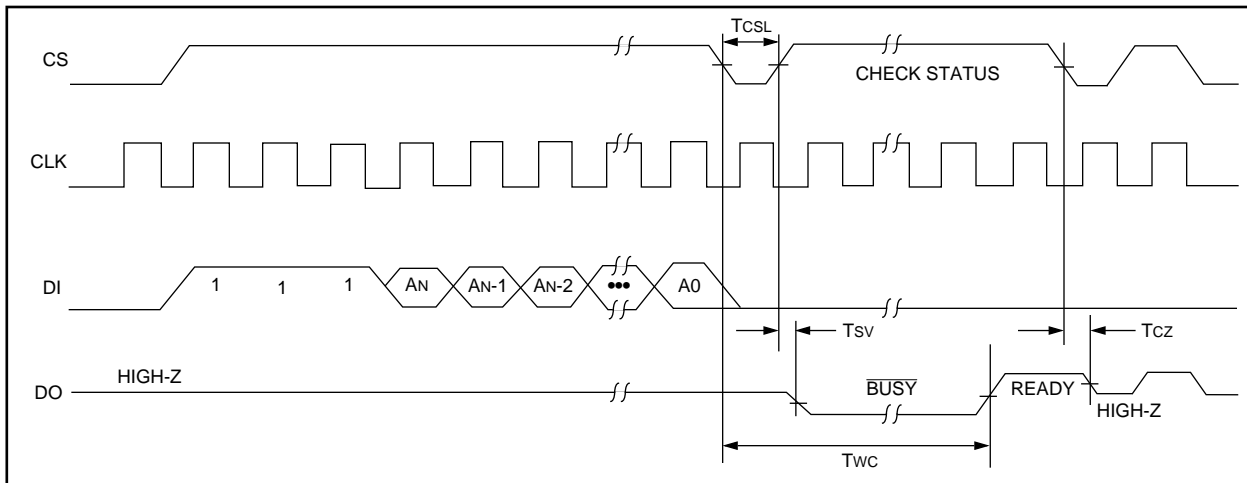 TCSL
CS
CHECK STATUS
CLK
DI
1 1 1 AN AN-1 AN-2 ••• A0
TSV
TCZ
DO
HIGH-Z
BUSY
READY
HIGH-Z
TWC